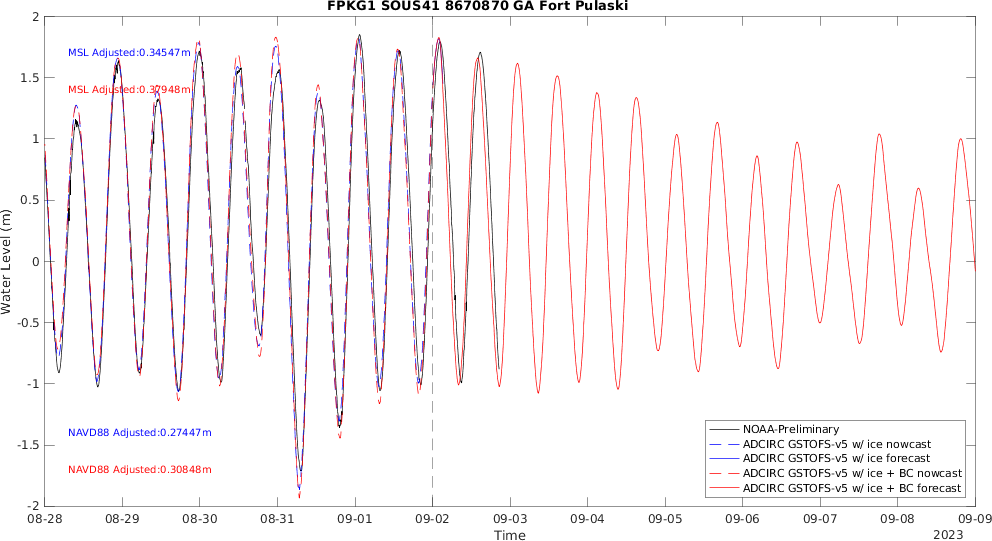 FPKG1 SOUS41 8670870 GA Fort Pulaski
2
1.5
1
0.5
0
-0.5
-1
-1.5
-2
Water Level (m)
MSL Adjusted:0.34547m
MSL Adjusted:0.37948m
NAVD88 Adjusted:0.27447m
NAVD88 Adjusted:0.30848m
NOAA-Preliminary
ADCIRC GSTOFS-v5 w/ ice nowcast
ADCIRC GSTOFS-v5 w/ ice forecast
ADCIRC GSTOFS-v5 w/ ice + BC nowcast
ADCIRC GSTOFS-v5 w/ ice + BC forecast
08-28 08-29 08-30 08-31 09-01 09-02 09-03 09-04 09-05 09-06 09-07 09-08 09-09
Time
2023